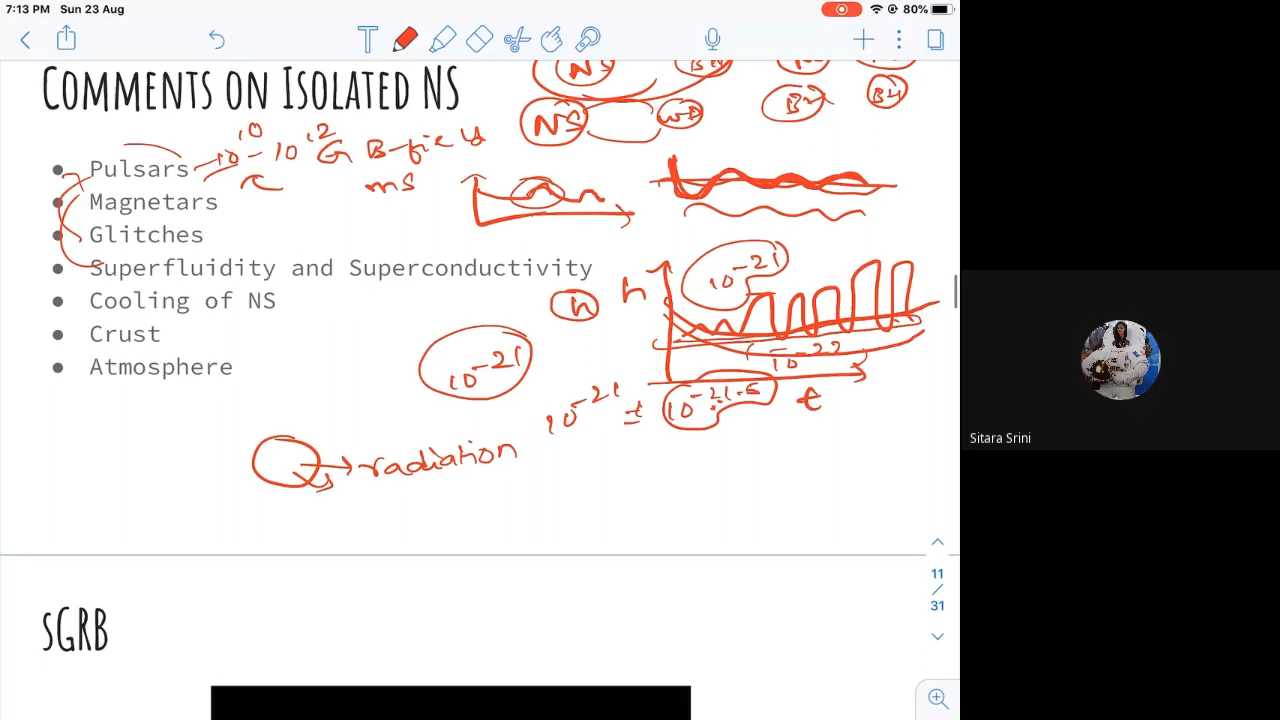 7:13 PM Sun 23 Aug
80%
COMMENTS ON ISOLATED NS
NS
NS
WD
BH
BH
Pulsars
10^10 - 10^12 G B-field
ms
Magnetars
Glitches
Superfluidity and Superconductivity
Cooling of NS
Crust
Atmosphere
h
h
10^-21
10^-22
10^-21
10^-21 ± 10^-21.5
t
radiation
Sitara Srini
11
/
31
sGRB